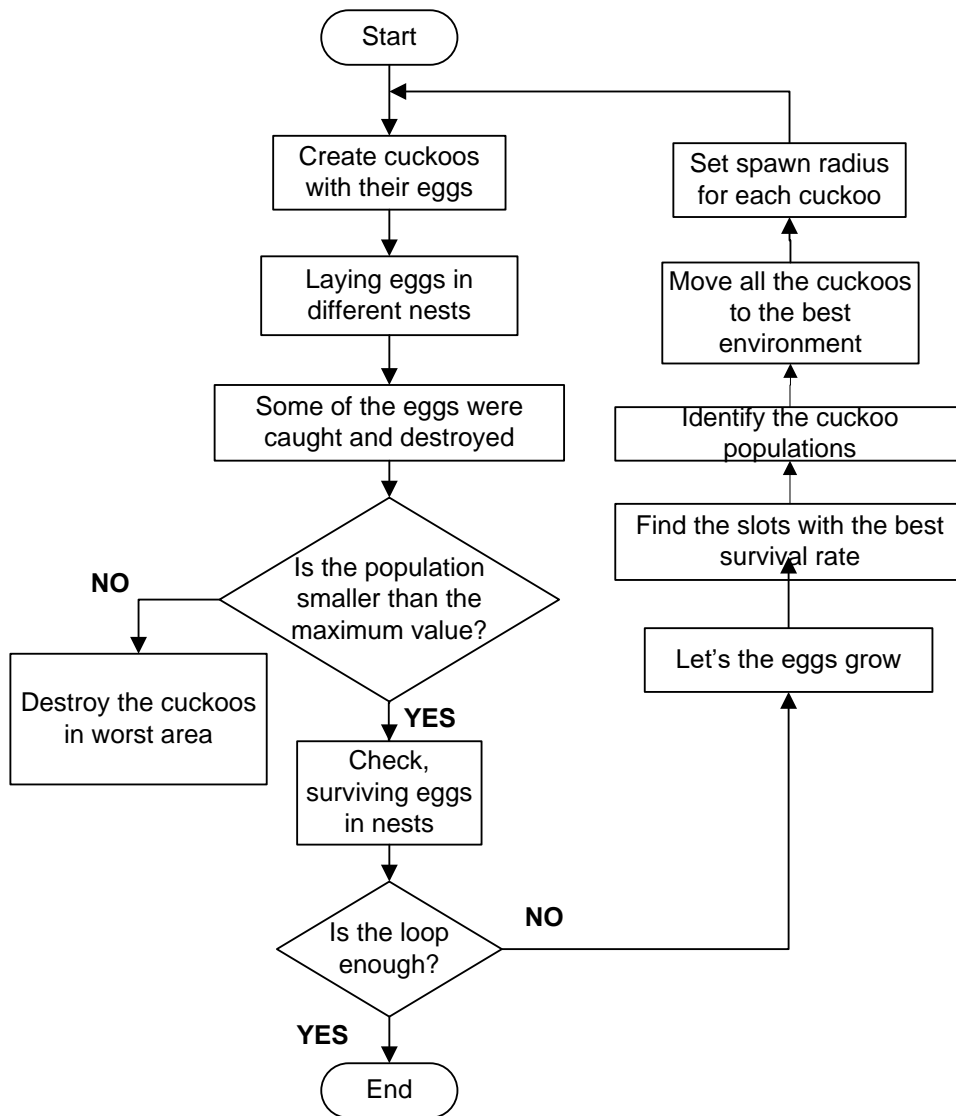 Start
Create cuckoos
with their eggs
Laying eggs in
different nests
Some of the eggs were
caught and destroyed
Is the population
smaller than the
maximum value?
NO
Destroy the cuckoos
in worst area
YES
Check,
surviving eggs
in nests
Is the loop
enough?
NO
YES
End
Let's the eggs grow
Find the slots with the best
survival rate
Identify the cuckoo
populations
Move all the cuckoos
to the best
environment
Set spawn radius
for each cuckoo